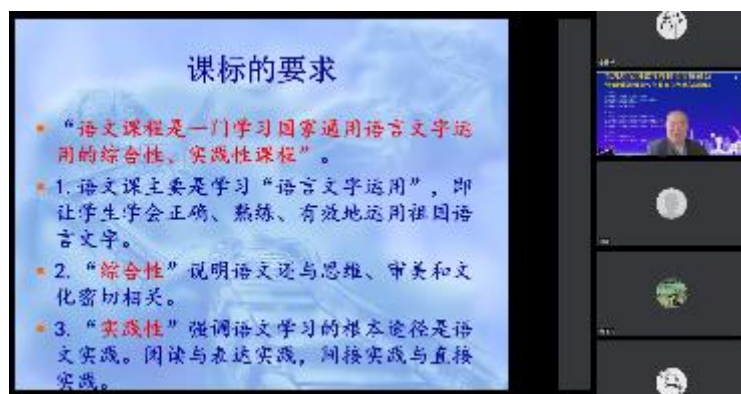 课标的要求
“语文课程是一门学习国家通用语言文字运
用的综合性、实践性课程”。
1. 语文课主要是学习“语言文字运用”，即
让学生学会正确、熟练、有效地运用祖国语
言文字。
2. “综合性”说明语文还与思维、审美和文
化密切相关。
3. “实践性”强调语文学习的根本途径是语
文实践。阅读与表达实践，间接实践与直接
实践。